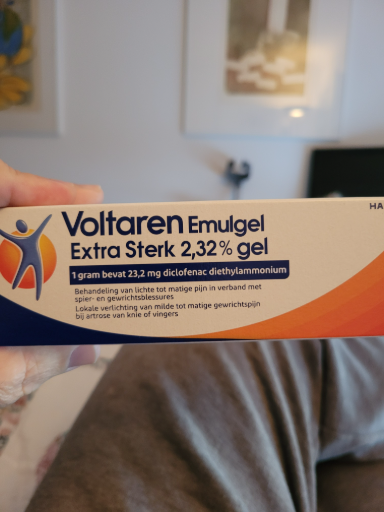 HA
Voltaren Emulgel
Extra Sterk 2,32% gel
1 gram bevat 23,2 mg diclofenac diethylammonium
Behandeling van lichte tot matige pijn in verband met
spier- en gewrichtsblessures
Lokale verlichting van milde tot matige gewrichtspijn
bij artrose van knie of vingers